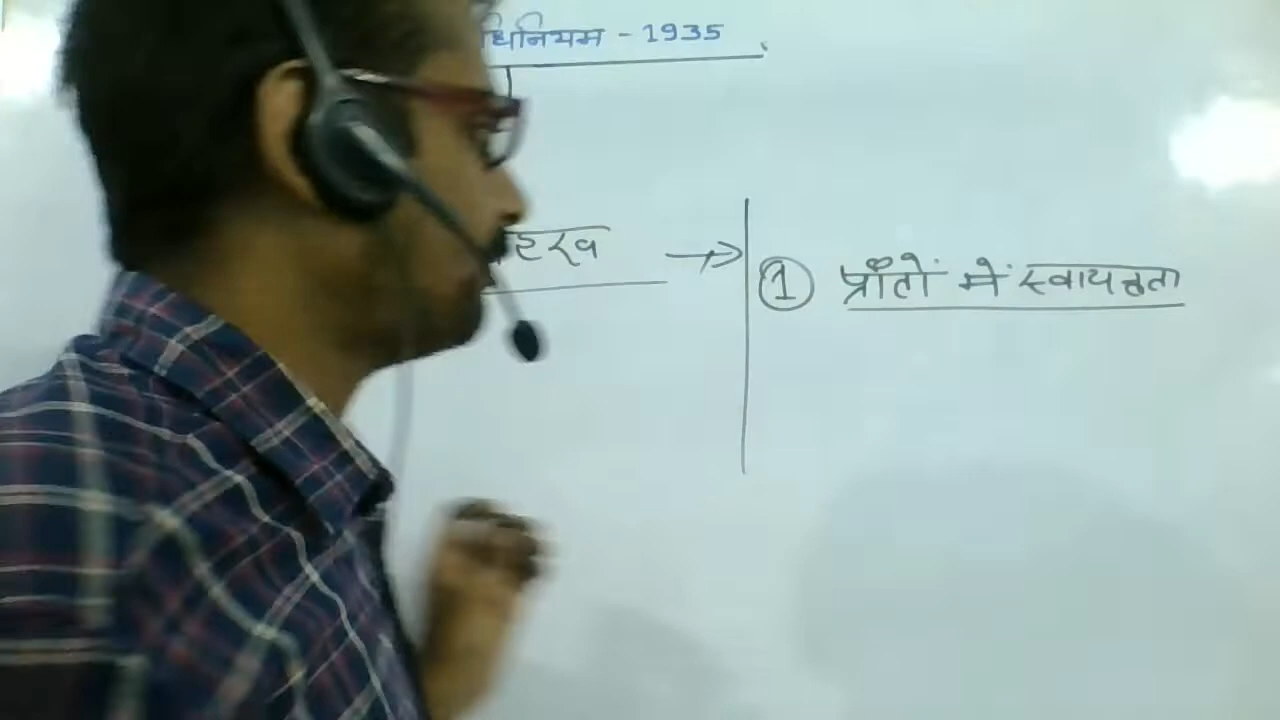 धिनियम - 1935
हत्व →
① प्राँतों में स्वायत्तता